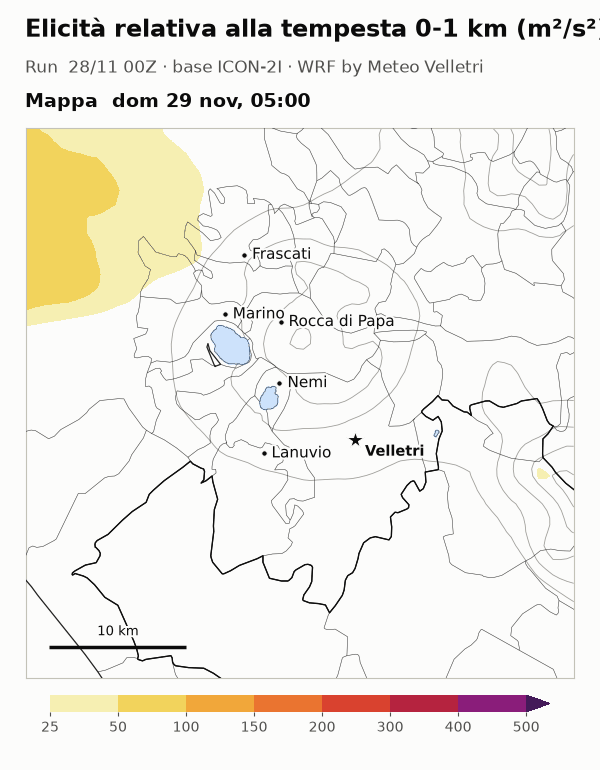 Elicità relativa alla tempesta 0-1 km (m²/s²)
Run 28/11 00Z · base ICON-2I · WRF by Meteo Velletri
Mappa dom 29 nov, 05:00
Frascati
Marino
Rocca di Papa
Nemi
Velletri
Lanuvio
10 km
25 50 100 150 200 300 400 500